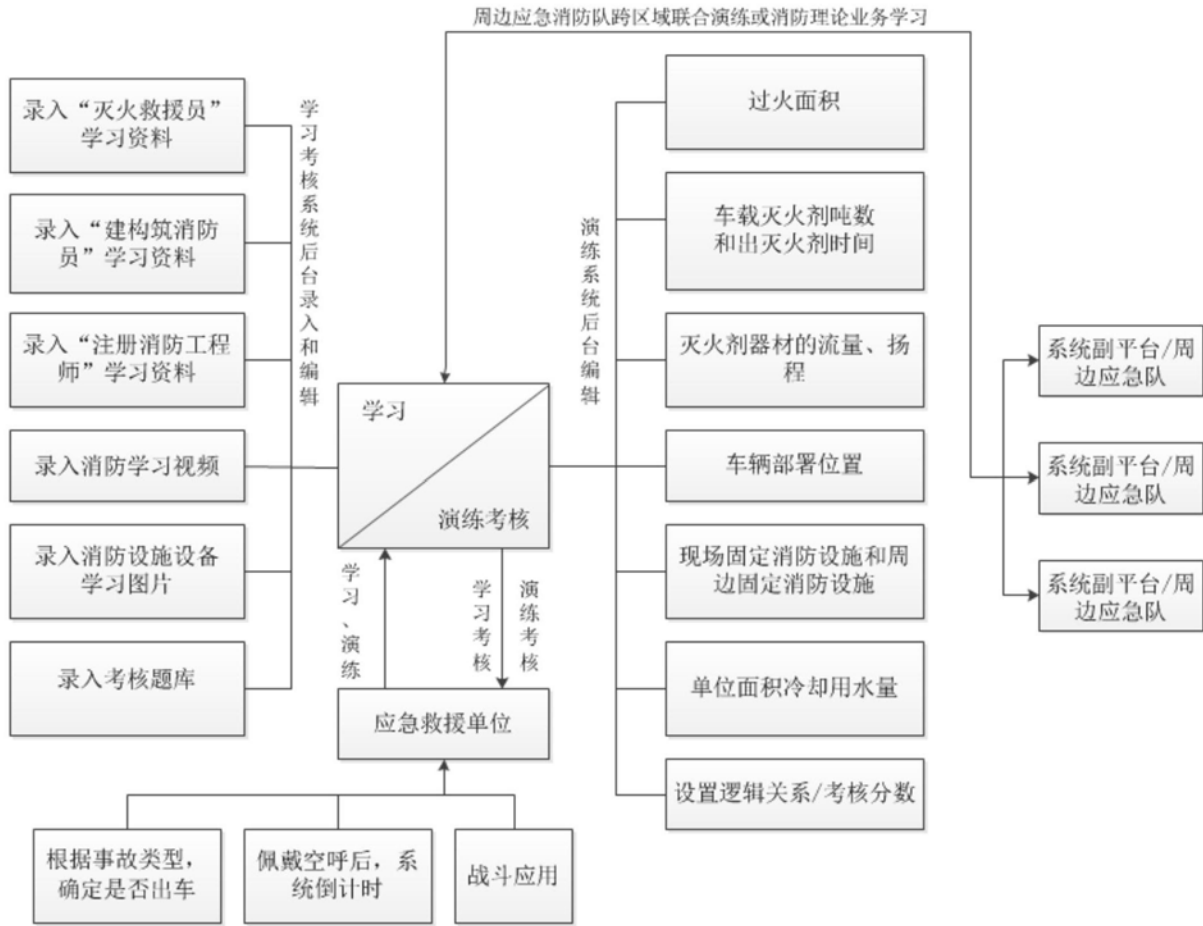 周边应急消防队跨区域联合演练或消防理论业务学习
录入“灭火救援员”
学习资料
录入“建构筑消防
员”学习资料
录入“注册消防工程
师”学习资料
录入消防学习视频
录入消防设施设备
学习图片
录入考核题库
学习考核系统后台录入和编辑
学习
演练考核
学习、演练
学习考核
演练考核
应急救援单位
根据事故类型，
确定是否出车
佩戴空呼后，系
统倒计时
战斗应用
演练系统后台编辑
过火面积
车载灭火剂吨数
和出灭火剂时间
灭火剂器材的流量、扬
程
车辆部署位置
现场固定消防设施和周
边固定消防设施
单位面积冷却用水量
设置逻辑关系/考核分数
系统副平台/周
边应急队
系统副平台/周
边应急队
系统副平台/周
边应急队